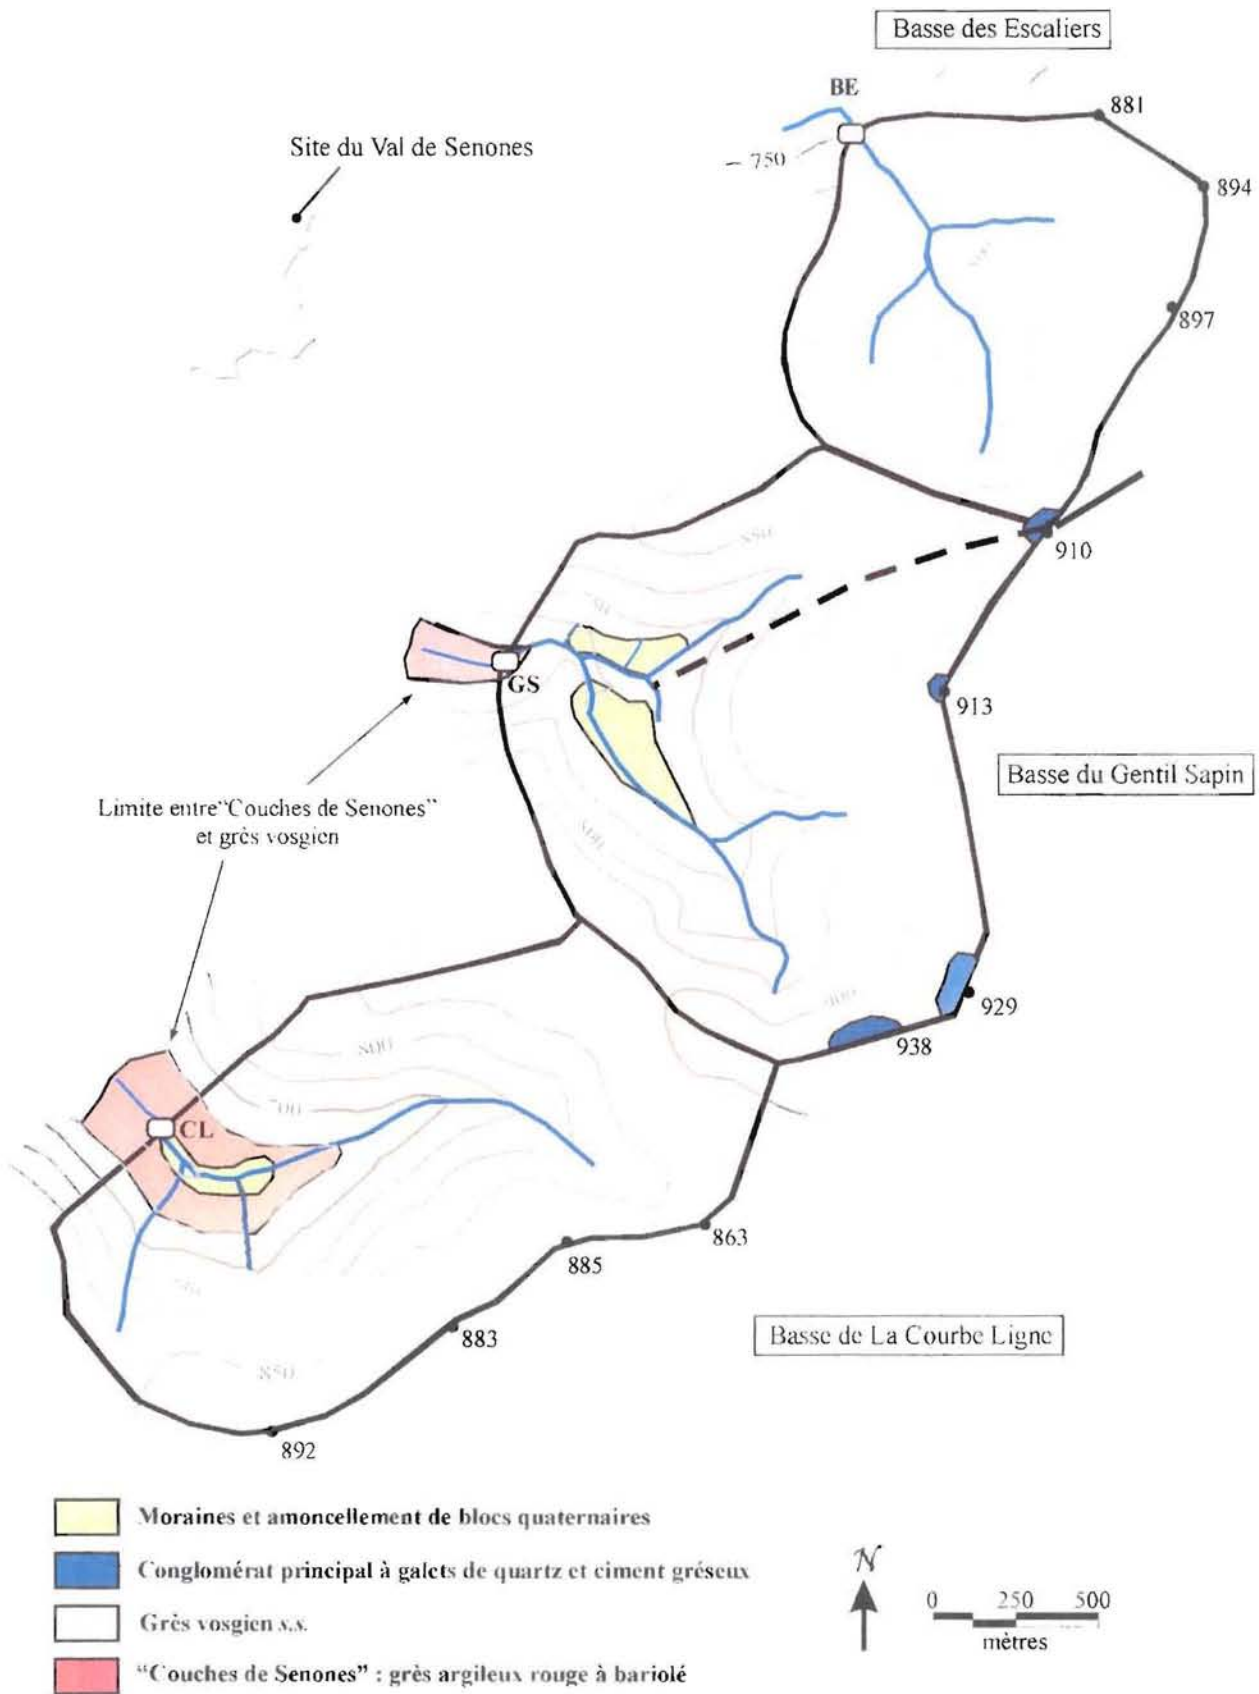 Basse des Escaliers
BE
881
Site du Val de Senones
750
894
897
850
910
GS
913
Basse du Gentil Sapin
Limite entre "Couches de Senones"
et grès vosgien
800
900
929
938
800
700
CL
863
885
883
Basse de La Courbe Ligne
850
892
Moraines et amoncellement de blocs quaternaires
Conglomérat principal à galets de quartz et ciment gréseux
Grès vosgien s.s.
"Couches de Senones" : grès argileux rouge à bariolé
N
0 250 500
mètres